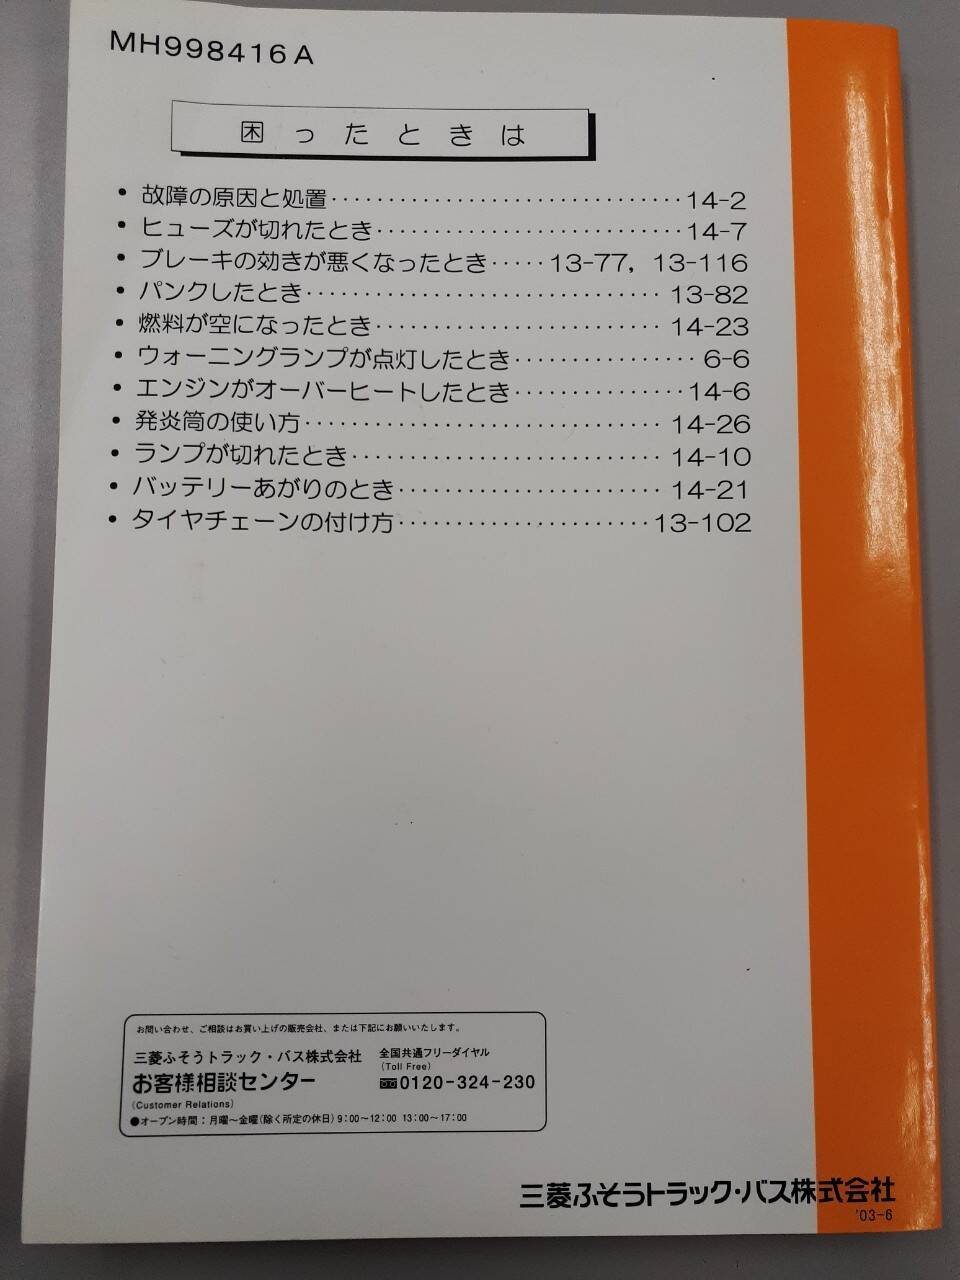 MH998416A
困ったときは
• 故障の原因と処置································14-2
• ヒューズが切れたとき····························14-7
• ブレーキの効きが悪くなったとき·····13-77, 13-116
• パンクしたとき································13-82
• 燃料が空になったとき··························14-23
• ウォーニングランプが点灯したとき·················6-6
• エンジンがオーバーヒートしたとき················14-6
• 発炎筒の使い方································14-26
• ランプが切れたとき····························14-10
• バッテリーあがりのとき························14-21
• タイヤチェーンの付け方·······················13-102
お問い合わせ、ご相談はお買い上げの販売会社、または下記にお願いいたします。
三菱ふそうトラック・バス株式会社 全国共通フリーダイヤル
(Toll Free)
お客様相談センター 0120-324-230
(Customer Relations)
●オープン時間：月曜～金曜(除く所定の休日)9:00～12:00 13:00～17:00
三菱ふそうトラック・バス株式会社
'03-6